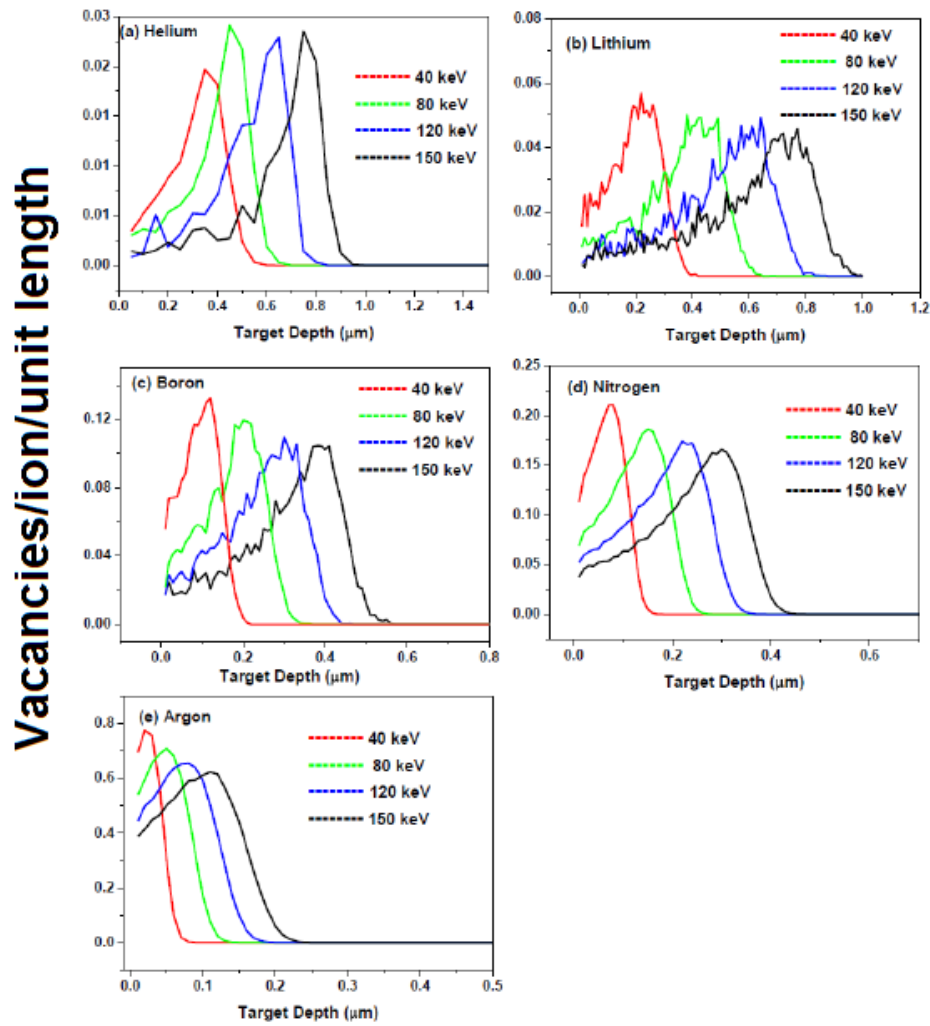 Vacancies/ion/unit length
(a) Helium
40 keV
80 keV
120 keV
150 keV
0.03
0.02
0.01
0.01
0.01
0.00
0.0 0.2 0.4 0.6 0.8 1.0 1.2 1.4
Target Depth (μm)
(b) Lithium
40 keV
80 keV
120 keV
150 keV
0.08
0.06
0.04
0.02
0.00
0.0 0.2 0.4 0.6 0.8 1.0 1.2
Target Depth (μm)
(c) Boron
40 keV
80 keV
120 keV
150 keV
0.12
0.08
0.04
0.00
0.0 0.2 0.4 0.6 0.8
Target Depth (μm)
(d) Nitrogen
40 keV
80 keV
120 keV
150 keV
0.25
0.20
0.15
0.10
0.05
0.00
0.0 0.2 0.4 0.6
Target Depth (μm)
(e) Argon
40 keV
80 keV
120 keV
150 keV
0.8
0.6
0.4
0.2
0.0
0.0 0.1 0.2 0.3 0.4 0.5
Target Depth (μm)